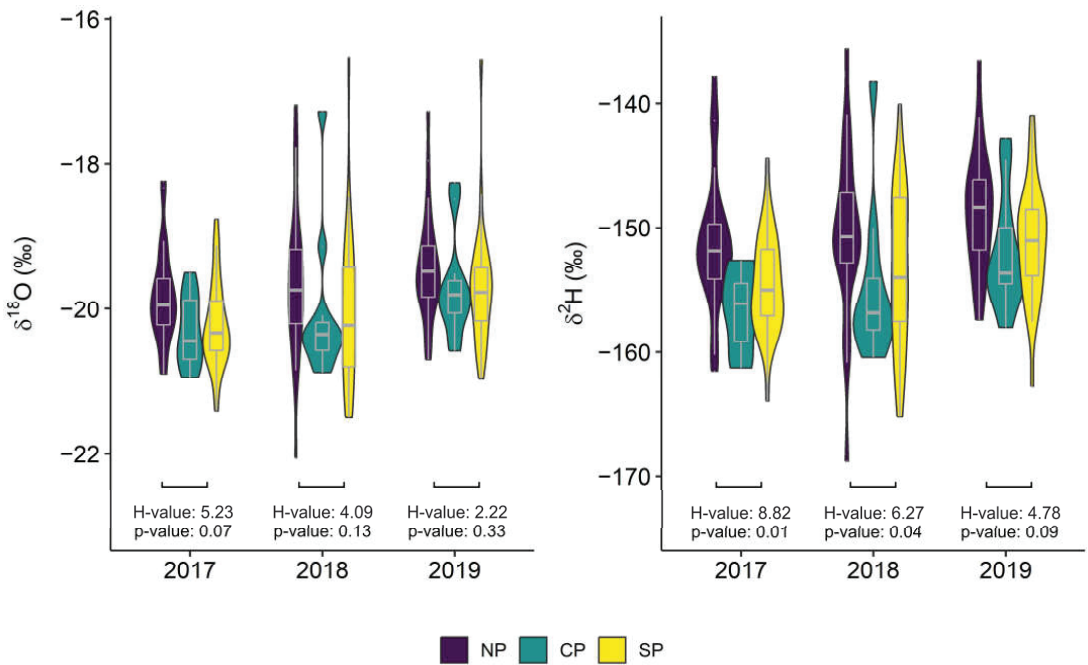 −16
−18
−20
−22
δ18O (‰)
H-value: 5.23
p-value: 0.07
H-value: 4.09
p-value: 0.13
H-value: 2.22
p-value: 0.33
2017
2018
2019
−140
−150
−160
−170
δ2H (‰)
H-value: 8.82
p-value: 0.01
H-value: 6.27
p-value: 0.04
H-value: 4.78
p-value: 0.09
2017
2018
2019
NP CP SP